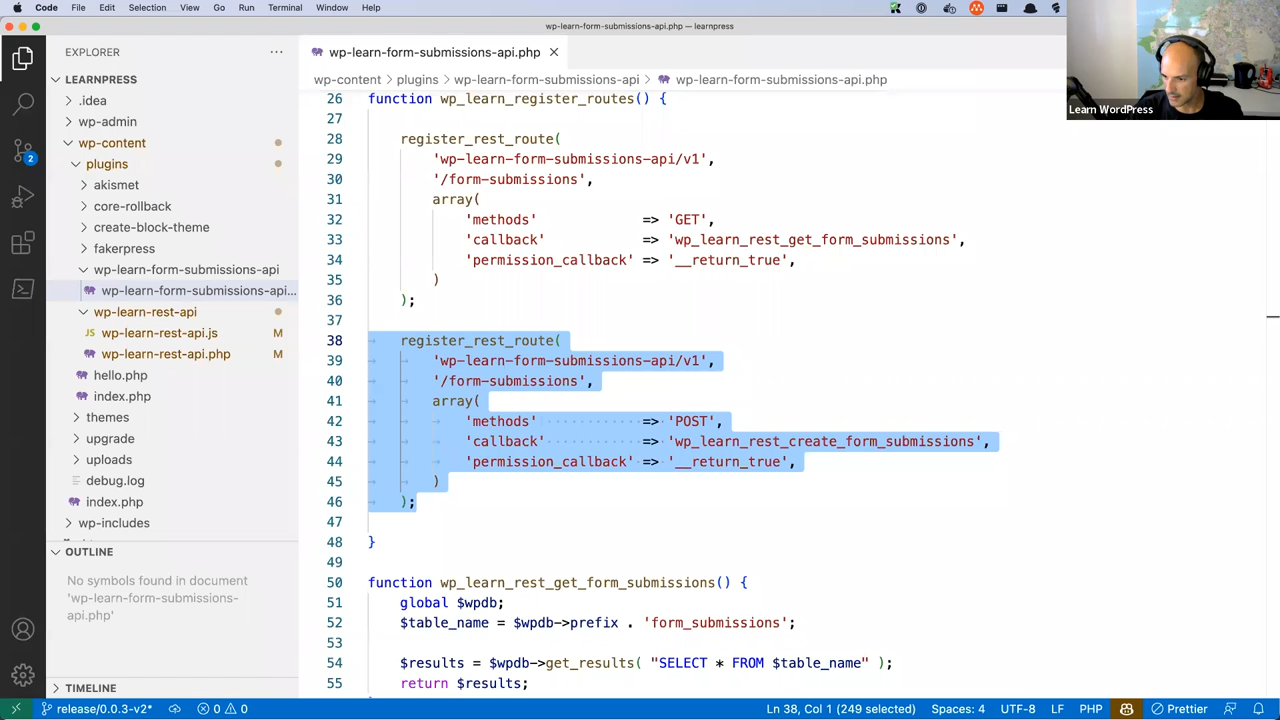 Code File Edit Selection View Go Run Terminal Window Help
wp-learn-form-submissions-api.php — learnpress
EXPLORER
LEARNPRESS
.idea
wp-admin
wp-content
plugins
akismet
core-rollback
create-block-theme
fakerpress
wp-learn-form-submissions-api
wp-learn-form-submissions-api...
wp-learn-rest-api
JS wp-learn-rest-api.js M
wp-learn-rest-api.php M
hello.php
index.php
themes
upgrade
uploads
debug.log
index.php
wp-includes
OUTLINE
No symbols found in document
'wp-learn-form-submissions-
api.php'
TIMELINE
2
wp-learn-form-submissions-api.php
wp-content > plugins > wp-learn-form-submissions-api > wp-learn-form-submissions-api.php
26 function wp_learn_register_routes() {
27
28 register_rest_route(
29 'wp-learn-form-submissions-api/v1',
30 '/form-submissions',
31 array(
32 'methods' => 'GET',
33 'callback' => 'wp_learn_rest_get_form_submissions',
34 'permission_callback' => '__return_true',
35 )
36 );
37
38 register_rest_route(
39 'wp-learn-form-submissions-api/v1',
40 '/form-submissions',
41 array(
42 'methods' => 'POST',
43 'callback' => 'wp_learn_rest_create_form_submissions',
44 'permission_callback' => '__return_true',
45 )
46 );
47
48 }
49
50 function wp_learn_rest_get_form_submissions() {
51 global $wpdb;
52 $table_name = $wpdb->prefix . 'form_submissions';
53
54 $results = $wpdb->get_results( "SELECT * FROM $table_name" );
55 return $results;
Learn WordPress
release/0.0.3-v2* 0 0 Ln 38, Col 1 (249 selected) Spaces: 4 UTF-8 LF PHP Prettier